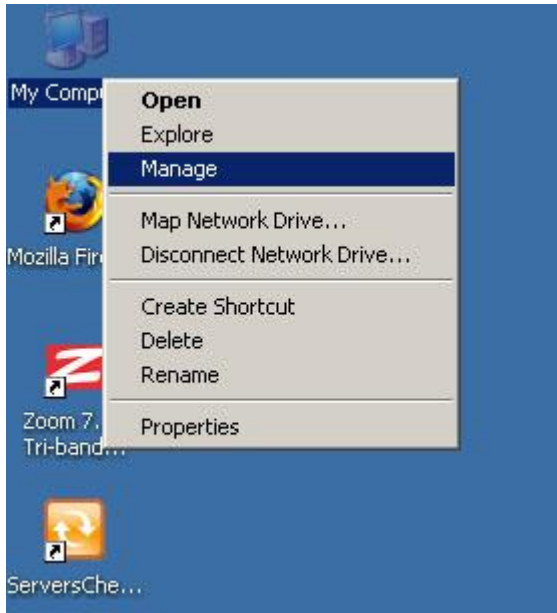 My Comp
Open
Explore
Manage
Map Network Drive...
Disconnect Network Drive...
Create Shortcut
Delete
Rename
Properties
Mozilla Fir
Zoom 7.
Tri-band...
ServersChe...